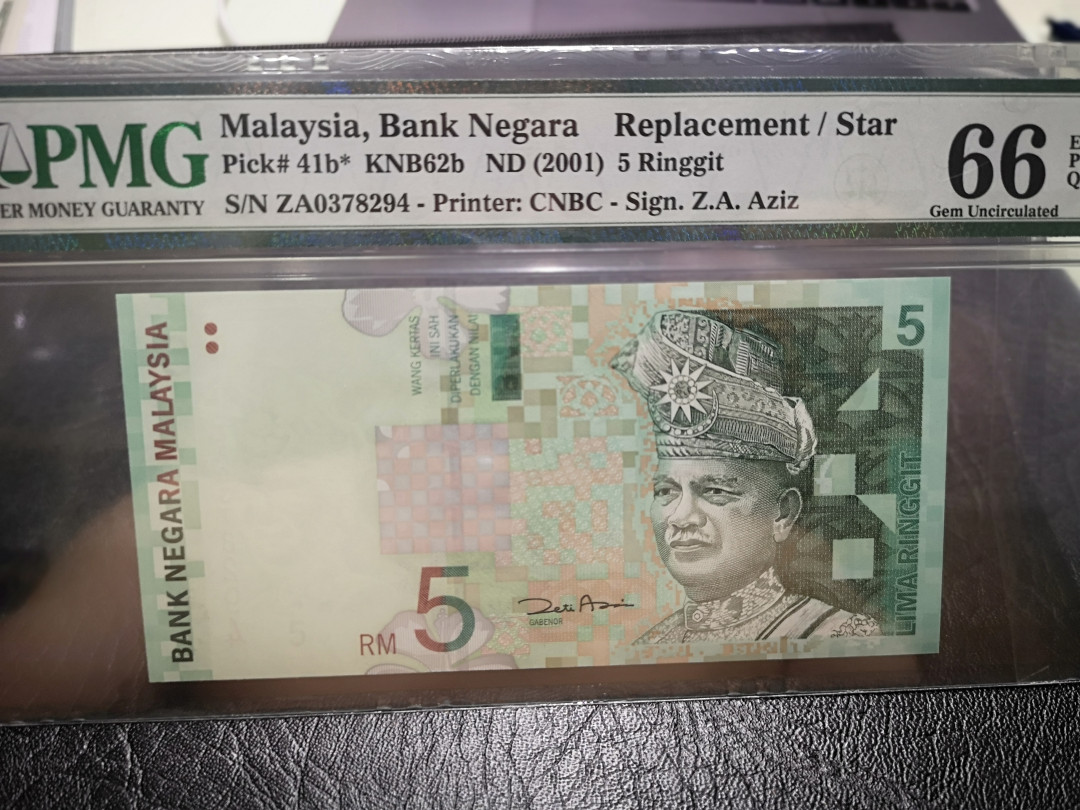 PMG
ER MONEY GUARANTY
Malaysia, Bank Negara Replacement / Star
Pick# 41b* KNB62b ND (2001) 5 Ringgit
S/N ZA0378294 - Printer: CNBC - Sign. Z.A. Aziz
66
Gem Uncirculated
E
P
Q
BANK NEGARA MALAYSIA
WANG KERTAS
INI SAH
DIPERLAKUKAN
DENGAN NILAI
RM 5
Zeti Aziz
GABENOR
5
LIMA RINGGIT